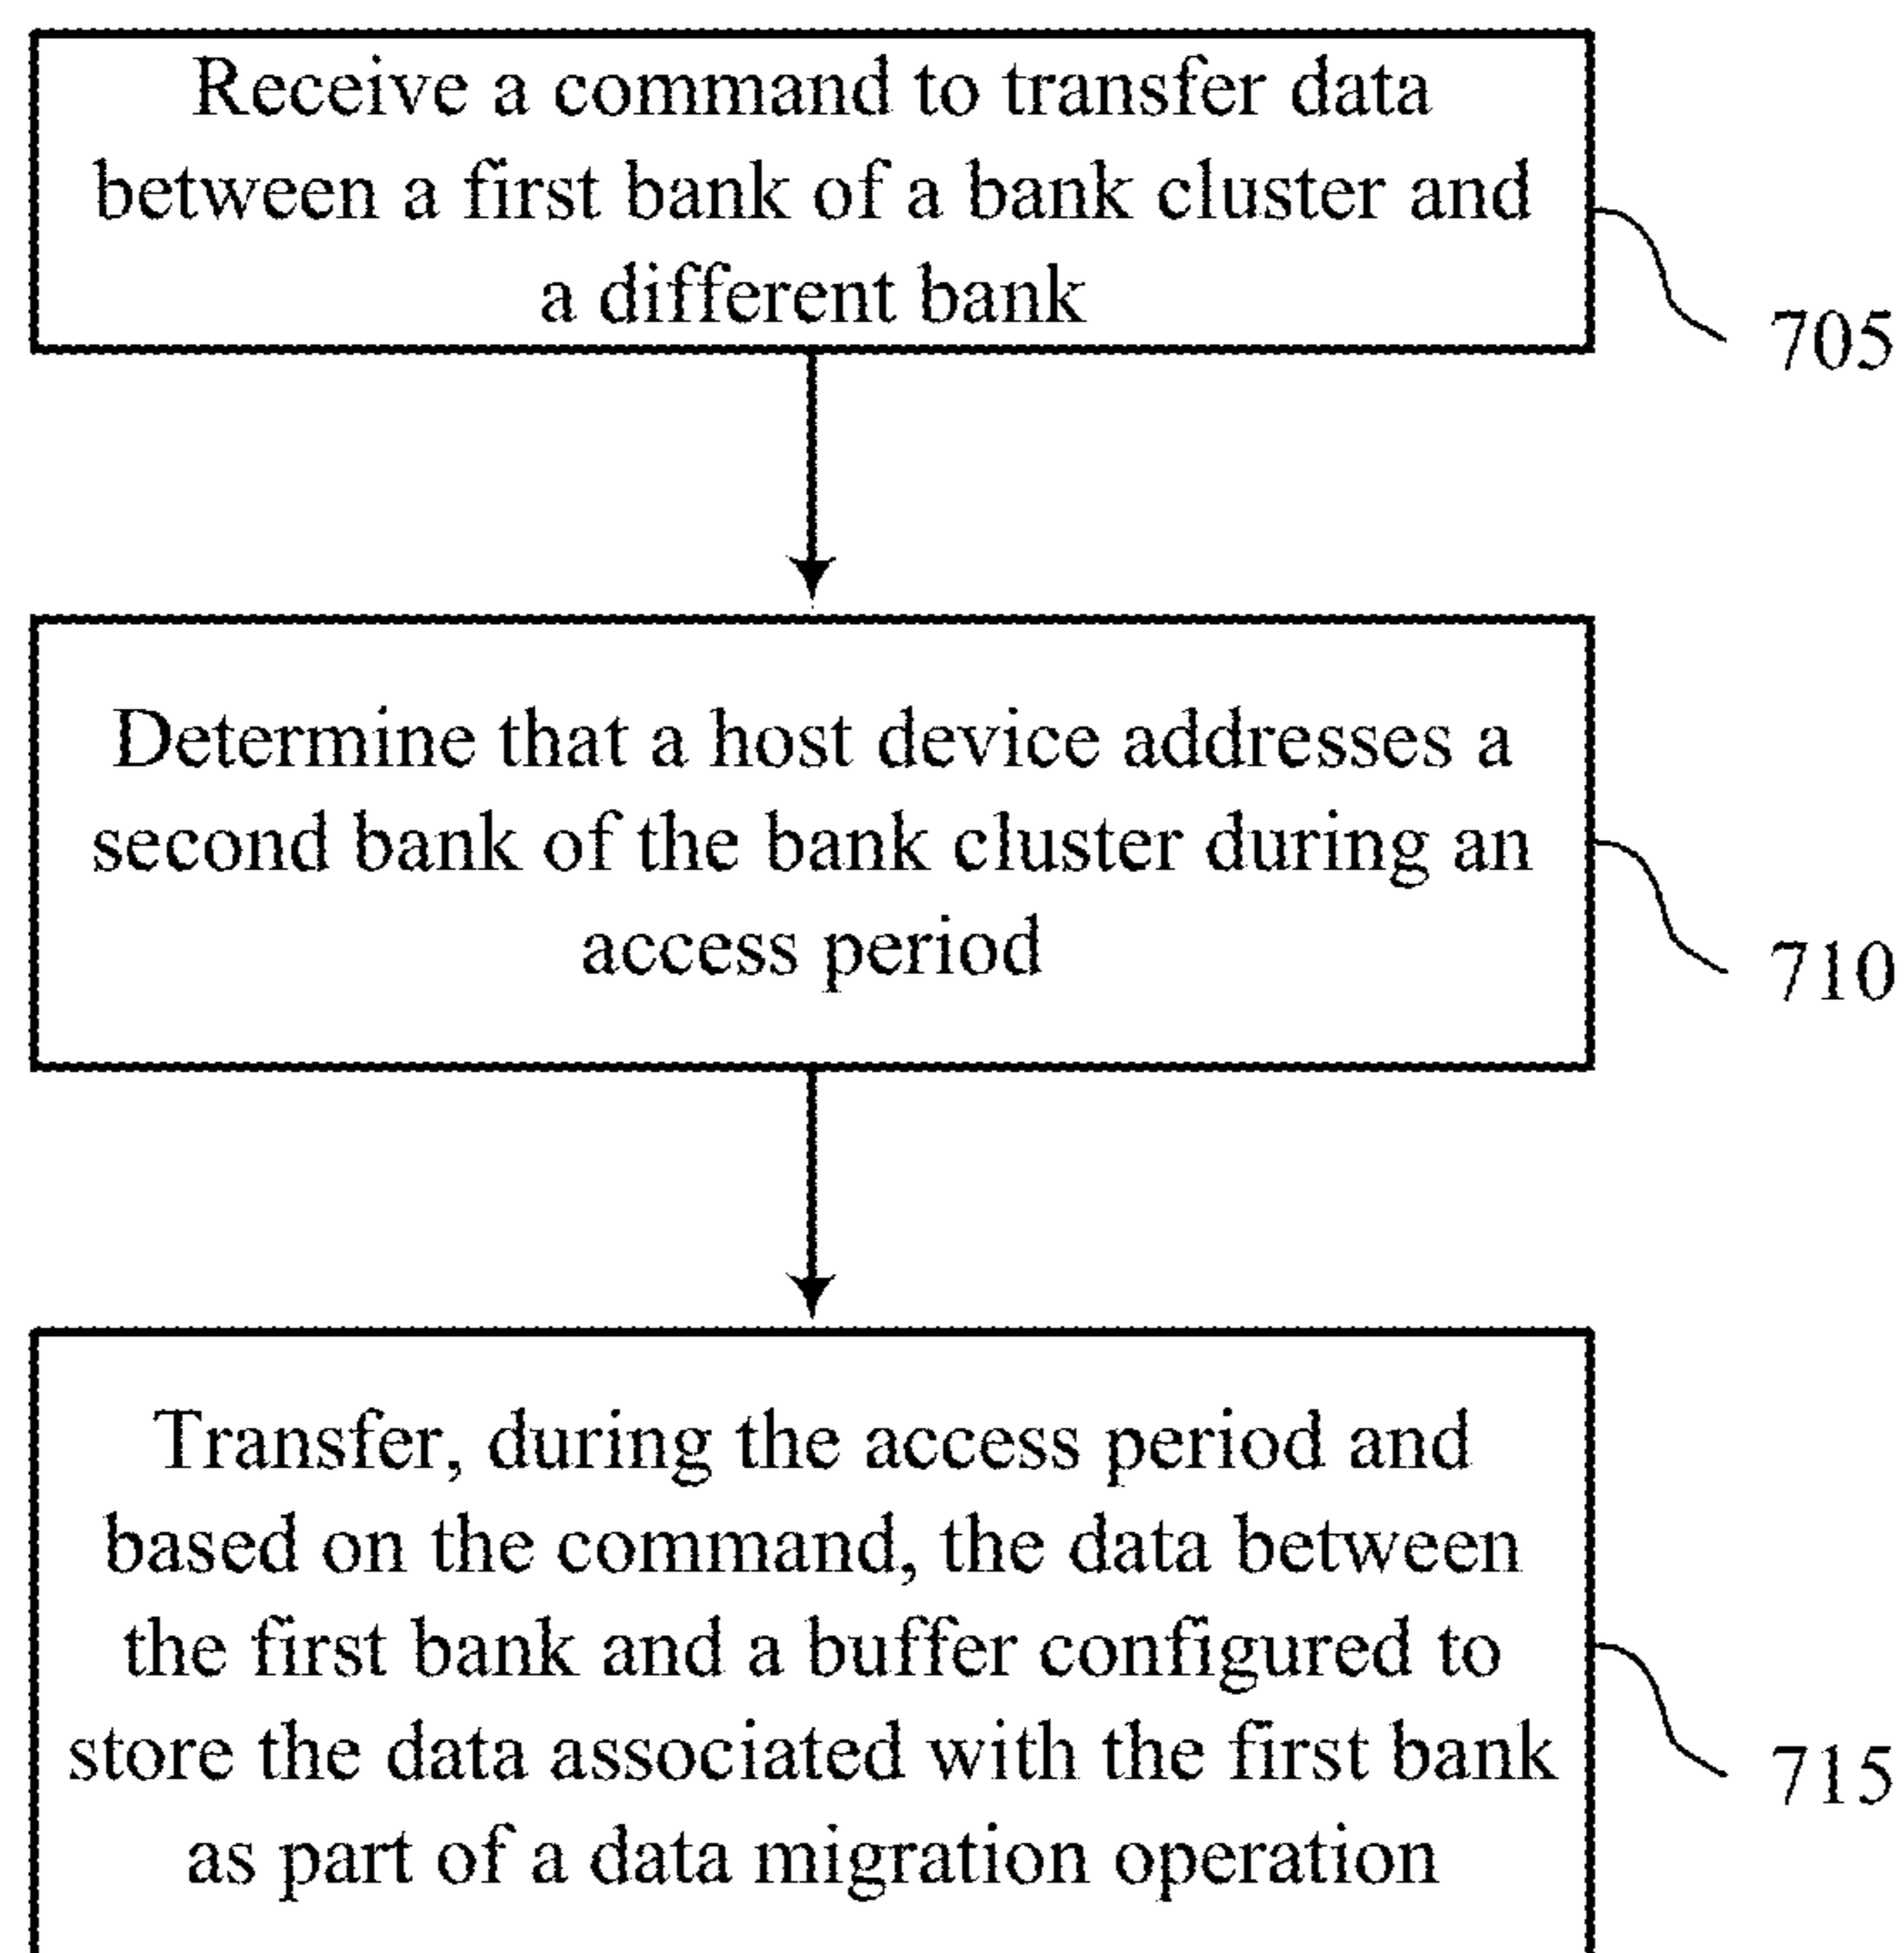 Receive a command to transfer data
between a first bank of a bank cluster and
a different bank
705
Determine that a host device addresses a
second bank of the bank cluster during an
access period
710
Transfer, during the access period and
based on the command, the data between
the first bank and a buffer configured to
store the data associated with the first bank
as part of a data migration operation
715